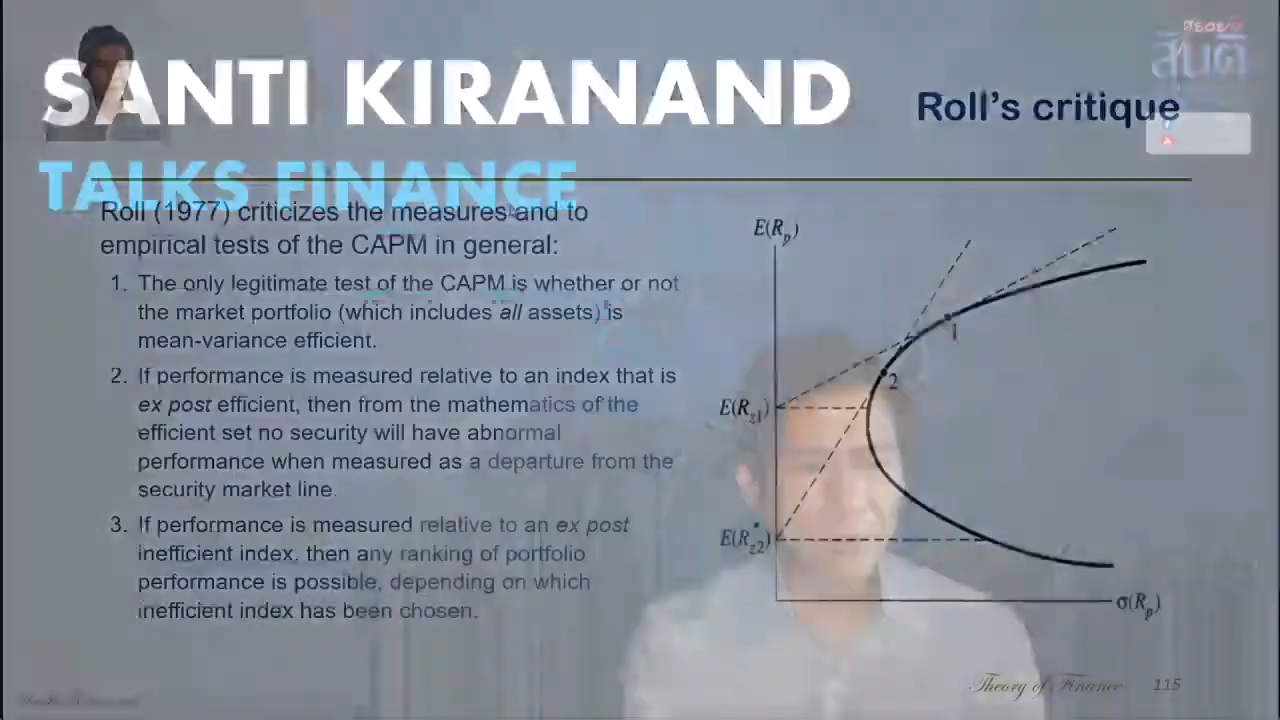 SANTI KIRANAND
TALKS FINANCE
สันติ
Roll's critique
Roll (1977) criticizes the measures and to
empirical tests of the CAPM in general:
1. The only legitimate test of the CAPM is whether or not
the market portfolio (which includes all assets) is
mean-variance efficient.
2. If performance is measured relative to an index that is
ex post efficient, then from the mathematics of the
efficient set no security will have abnormal
performance when measured as a departure from the
security market line.
3. If performance is measured relative to an ex post
inefficient index, then any ranking of portfolio
performance is possible, depending on which
inefficient index has been chosen.
E(Rp)
1
2
E(Rz1)
E(R*z2)
σ(Rp)
Theory of Finance 115